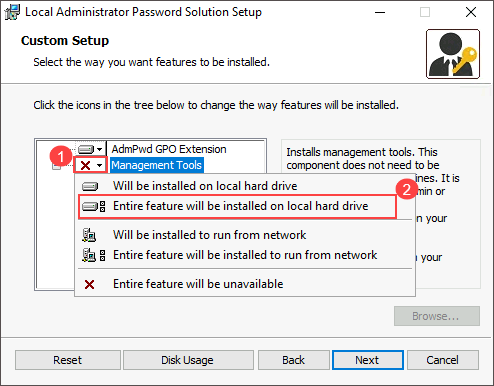 Local Administrator Password Solution Setup
Custom Setup
Select the way you want features to be installed.
Click the icons in the tree below to change the way features will be installed.
AdmPwd GPO Extension
1
Management Tools
Installs management tools. This
component does not need to be
Will be installed on local hard drive
ines. It is
2
Entire feature will be installed on local hard drive
min or
on your
Will be installed to run from network
Entire feature will be installed to run from network
on your
Entire feature will be unavailable
Browse...
Reset
Disk Usage
Back
Next
Cancel